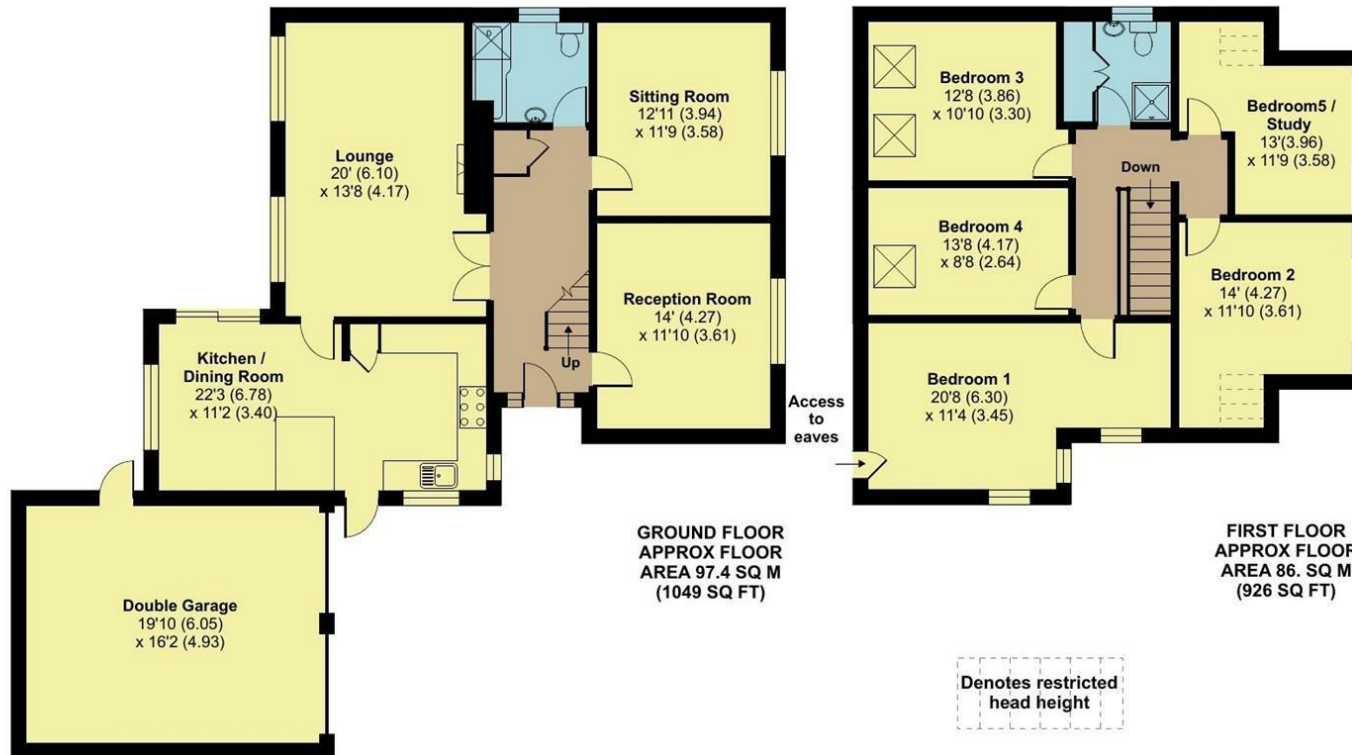 Lounge
20' (6.10)
x 13'8 (4.17)
Sitting Room
12'11 (3.94)
x 11'9 (3.58)
Reception Room
14' (4.27)
x 11'10 (3.61)
Up
Kitchen /
Dining Room
22'3 (6.78)
x 11'2 (3.40)
Double Garage
19'10 (6.05)
x 16'2 (4.93)
GROUND FLOOR
APPROX FLOOR
AREA 97.4 SQ M
(1049 SQ FT)
Bedroom 3
12'8 (3.86)
x 10'10 (3.30)
Bedroom5 /
Study
13'(3.96)
x 11'9 (3.58)
Down
Bedroom 4
13'8 (4.17)
x 8'8 (2.64)
Bedroom 2
14' (4.27)
x 11'10 (3.61)
Bedroom 1
20'8 (6.30)
x 11'4 (3.45)
Access
to
eaves
FIRST FLOOR
APPROX FLOOR
AREA 86. SQ M
(926 SQ FT)
Denotes restricted
head height